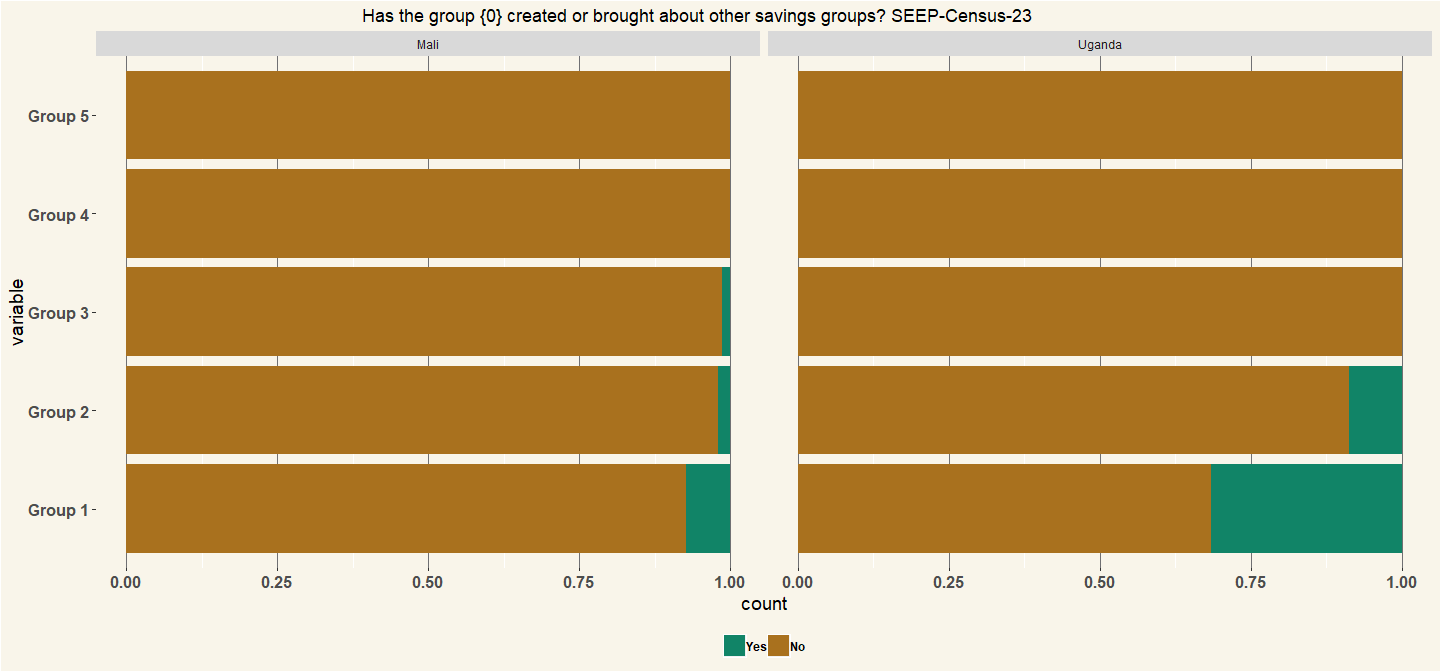 Has the group {0} created or brought about other savings groups? SEEP-Census-23
Mali
Uganda
variable
Group 5
Group 4
Group 3
Group 2
Group 1
0.00 0.25 0.50 0.75 1.00
0.00 0.25 0.50 0.75 1.00
count
Yes No